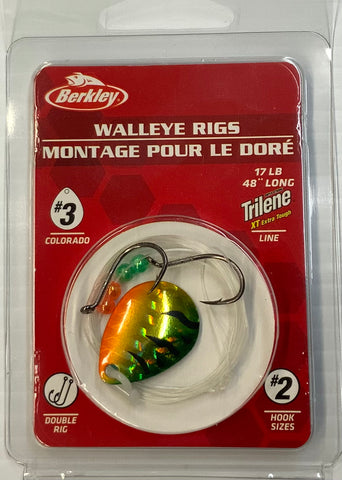 Berkley
WALLEYE RIGS
MONTAGE POUR LE DORÉ
17 LB
48" LONG
Trilene
XT Extra Tough
LINE
#3
COLORADO
DOUBLE
RIG
#2
HOOK
SIZES